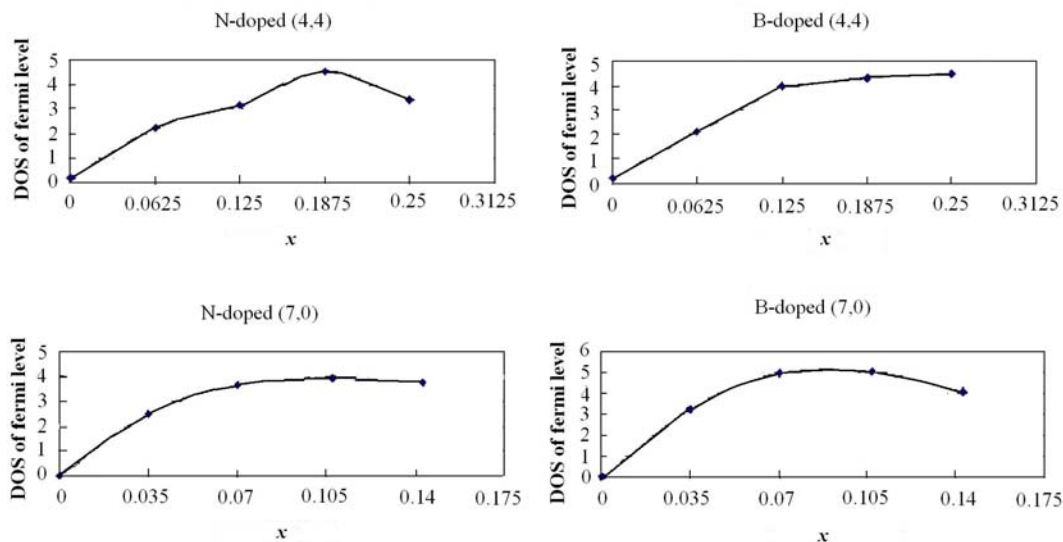 N-doped (4,4)
DOS of fermi level
5
4
3
2
1
0
0 0.0625 0.125 0.1875 0.25 0.3125
x
B-doped (4,4)
DOS of fermi level
5
4
3
2
1
0
0 0.0625 0.125 0.1875 0.25 0.3125
x
N-doped (7,0)
DOS of fermi level
5
4
3
2
1
0
0 0.035 0.07 0.105 0.14 0.175
x
B-doped (7,0)
DOS of fermi level
6
5
4
3
2
1
0
0 0.035 0.07 0.105 0.14 0.175
x